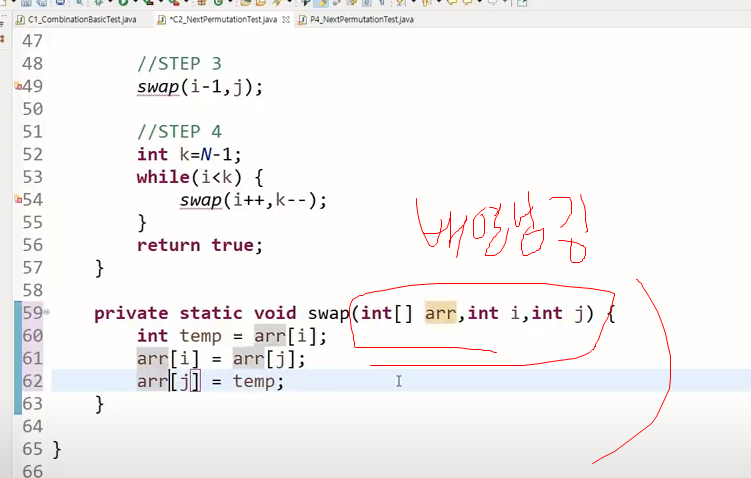 C1_CombinationBasicTest.java *C2_NextPermutationTest.java P4_NextPermutationTest.java
47
48 //STEP 3
49 swap(i-1,j);
50
51 //STEP 4
52 int k=N-1;
53 while(i<k) {
54 swap(i++,k--);
55 }
56 return true;
57 }
58
배열넘김
59 private static void swap(int[] arr,int i,int j) {
60 int temp = arr[i];
61 arr[i] = arr[j];
62 arr[j] = temp;
63 }
64
65 }
66